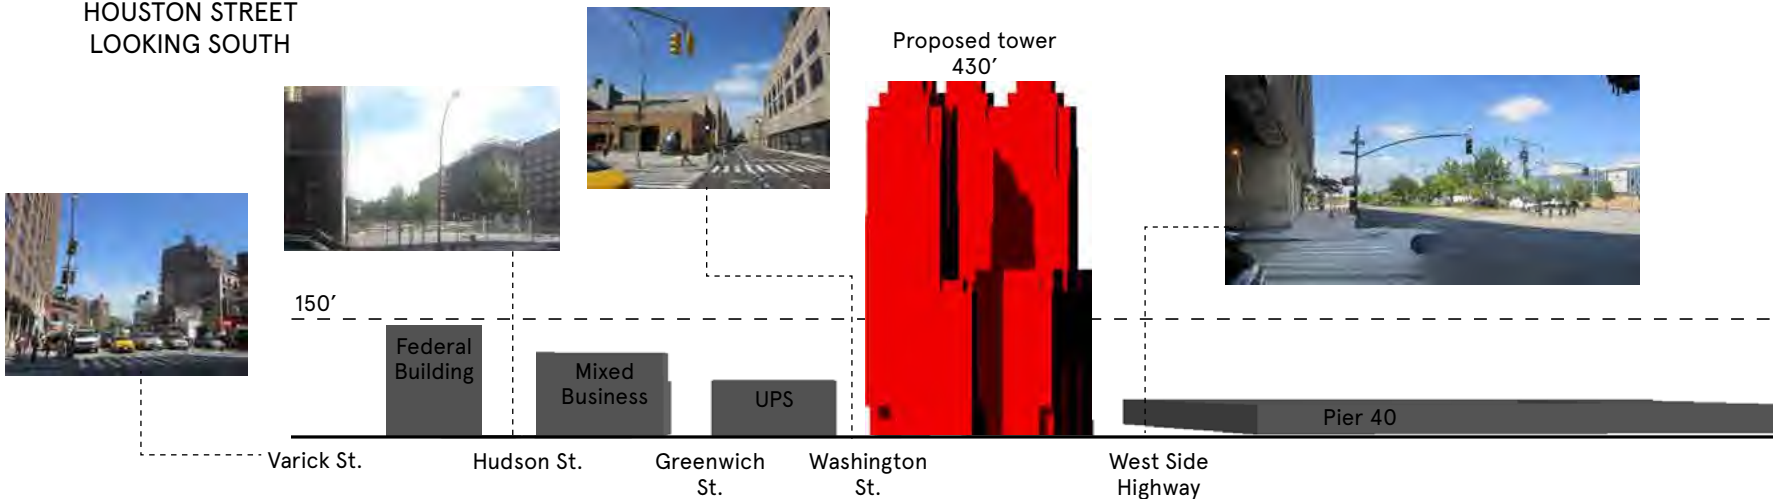 HOUSTON STREET
LOOKING SOUTH
Proposed tower
430’
150’
Federal
Building
Mixed
Business
UPS
Pier 40
Varick St.
Hudson St.
Greenwich
St.
Washington
St.
West Side
Highway